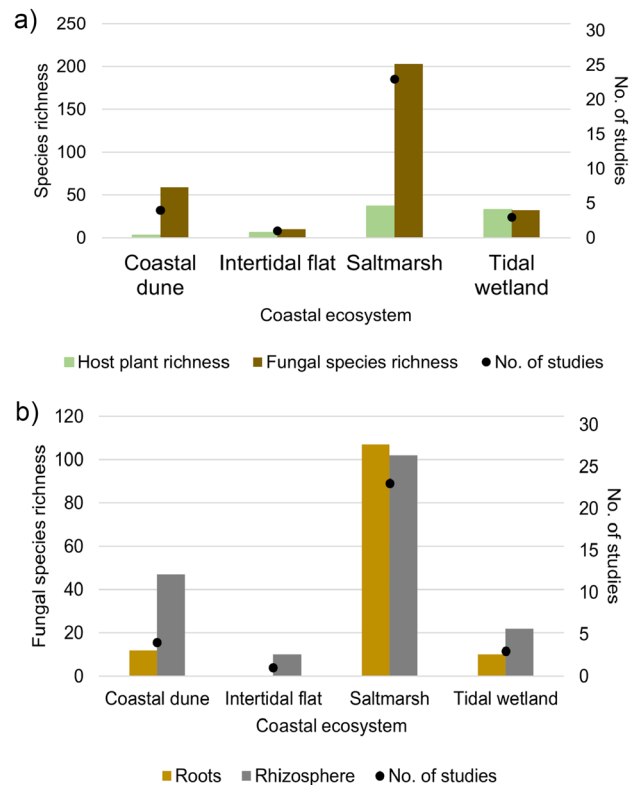 a)
250
200
150
100
50
0
Species richness
30
25
20
15
10
5
0
No. of studies
Coastal dune
Intertidal flat
Saltmarsh
Tidal wetland
Coastal ecosystem
Host plant richness
Fungal species richness
No. of studies
b)
120
100
80
60
40
20
0
Fungal species richness
30
25
20
15
10
5
0
No. of studies
Coastal dune
Intertidal flat
Saltmarsh
Tidal wetland
Coastal ecosystem
Roots
Rhizosphere
No. of studies